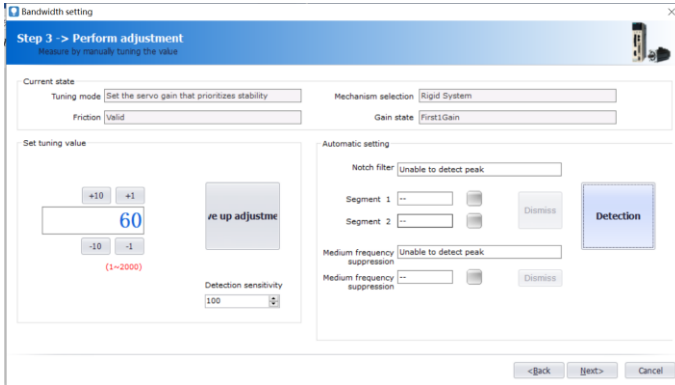 Bandwidth setting
Step 3 -> Perform adjustment
Measure by manually tuning the value
Current state
Tuning mode Set the servo gain that prioritizes stability
Mechanism selection Rigid System
Friction Valid
Gain state First1Gain
Set tuning value
+10 +1
60
-10 -1
(1~2000)
/e up adjustme
Detection sensitivity
100
Automatic setting
Notch filter Unable to detect peak
Segment 1 --
Segment 2 --
Dismiss
Detection
Medium frequency suppression Unable to detect peak
Medium frequency suppression --
Dismiss
<Back Next> Cancel